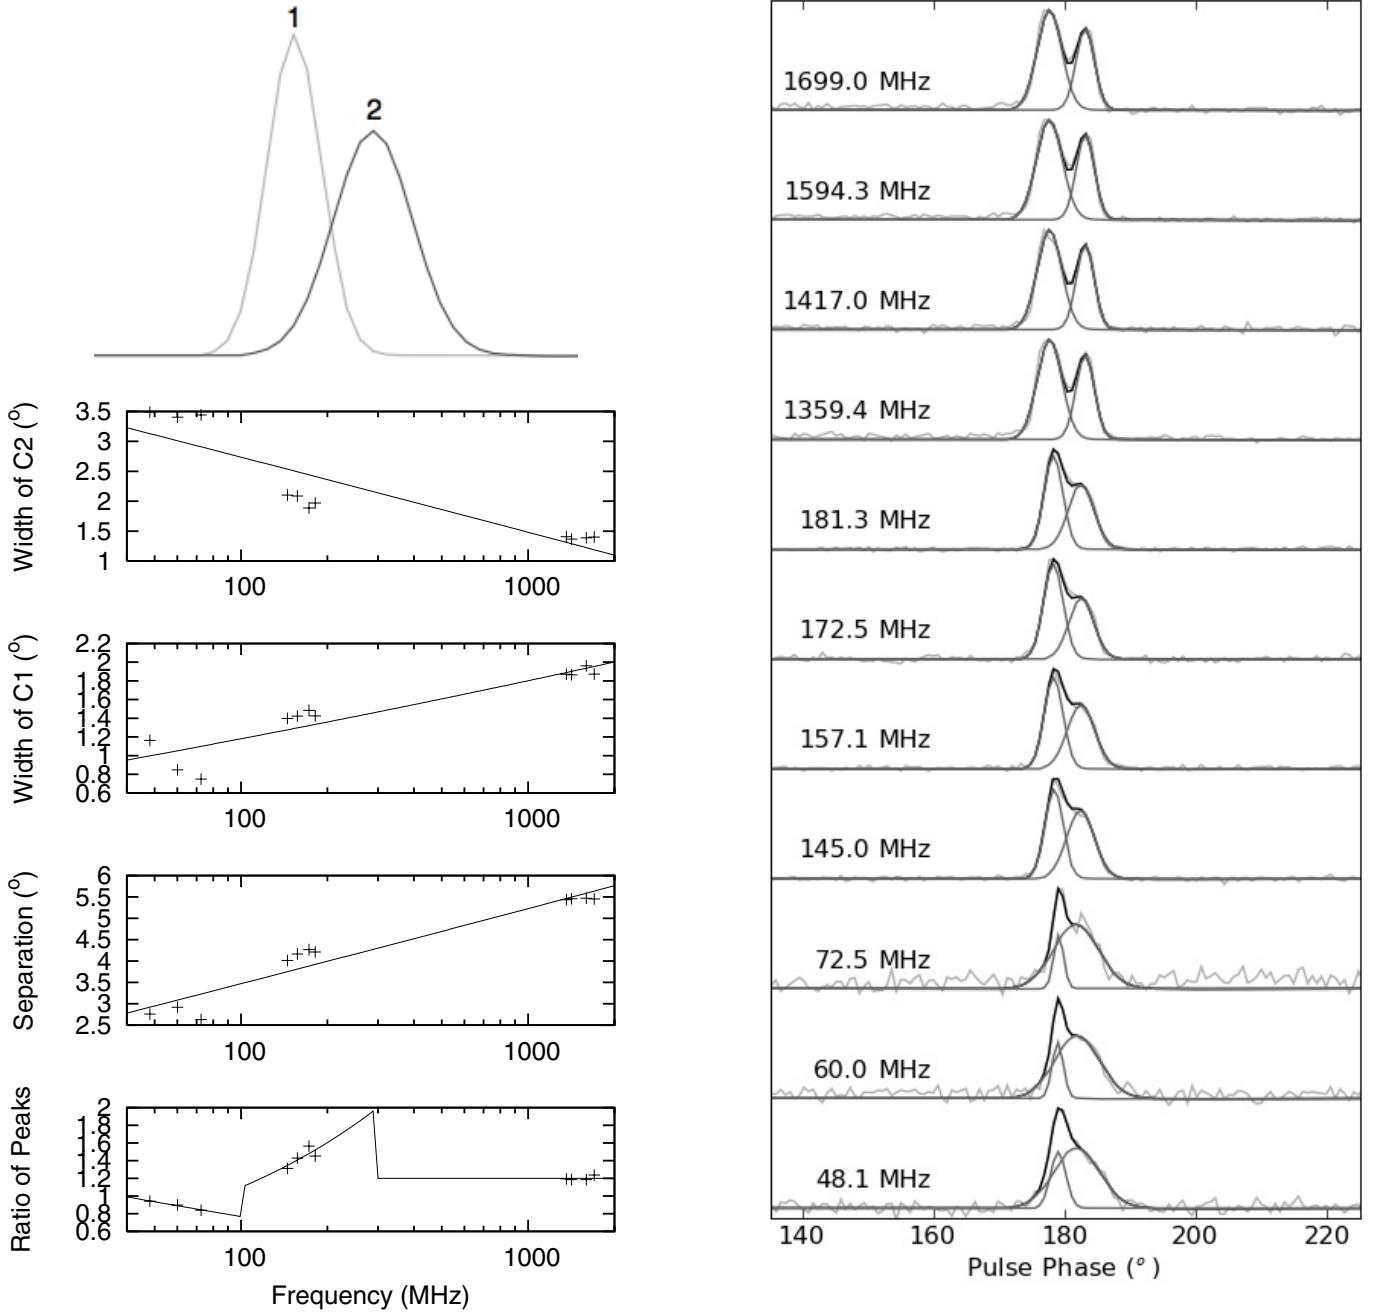 1
2
3.5
3
2.5
2
1.5
1
Width of C2 (°)
100
1000
2.2
2
1.8
1.6
1.4
1.2
1
0.8
0.6
Width of C1 (°)
100
1000
6
5.5
4.5
4
3.5
3
2.5
Separation (°)
100
1000
2
1.8
1.6
1.4
1.2
1
0.8
0.6
Ratio of Peaks
100
1000
Frequency (MHz)
1699.0 MHz
1594.3 MHz
1417.0 MHz
1359.4 MHz
181.3 MHz
172.5 MHz
157.1 MHz
145.0 MHz
72.5 MHz
60.0 MHz
48.1 MHz
140 160 180 200 220
Pulse Phase (°)